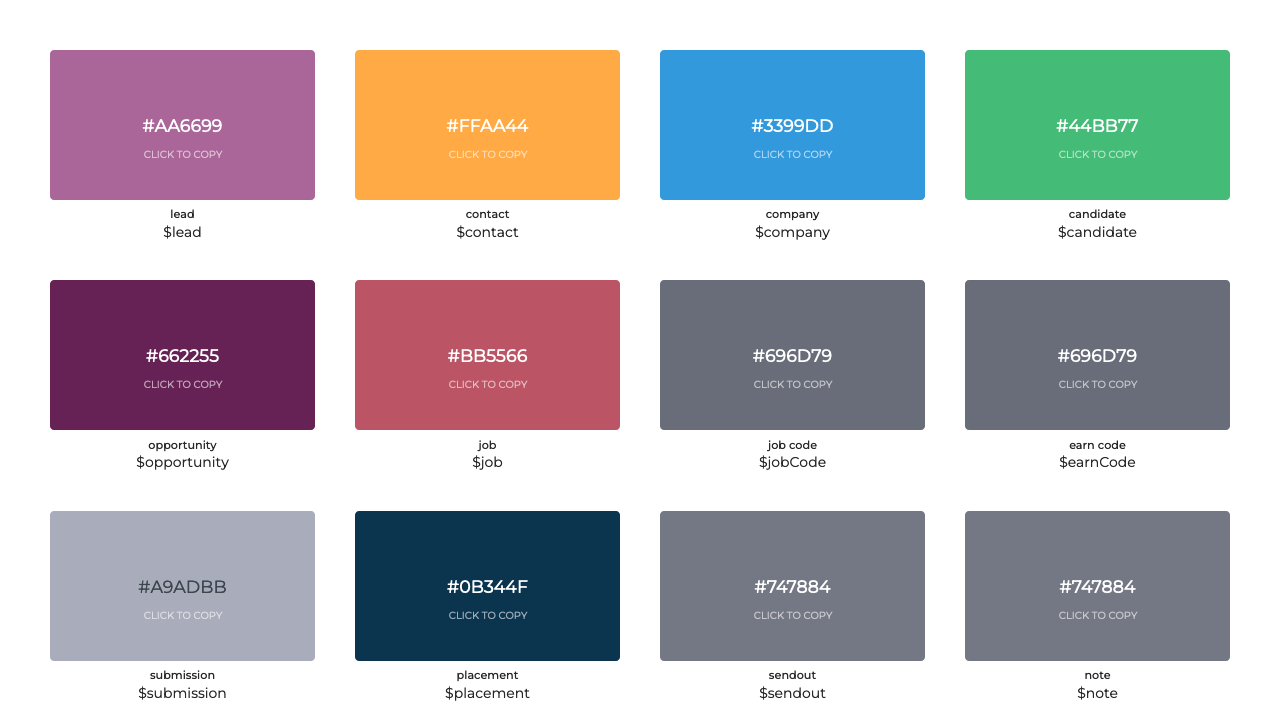 #AA6699
CLICK TO COPY
lead
$lead
#FFAA44
CLICK TO COPY
contact
$contact
#3399DD
CLICK TO COPY
company
$company
#44BB77
CLICK TO COPY
candidate
$candidate
#662255
CLICK TO COPY
opportunity
$opportunity
#BB5566
CLICK TO COPY
job
$job
#696D79
CLICK TO COPY
job code
$jobCode
#696D79
CLICK TO COPY
earn code
$earnCode
#A9ADBB
CLICK TO COPY
submission
$submission
#0B344F
CLICK TO COPY
placement
$placement
#747884
CLICK TO COPY
sendout
$sendout
#747884
CLICK TO COPY
note
$note